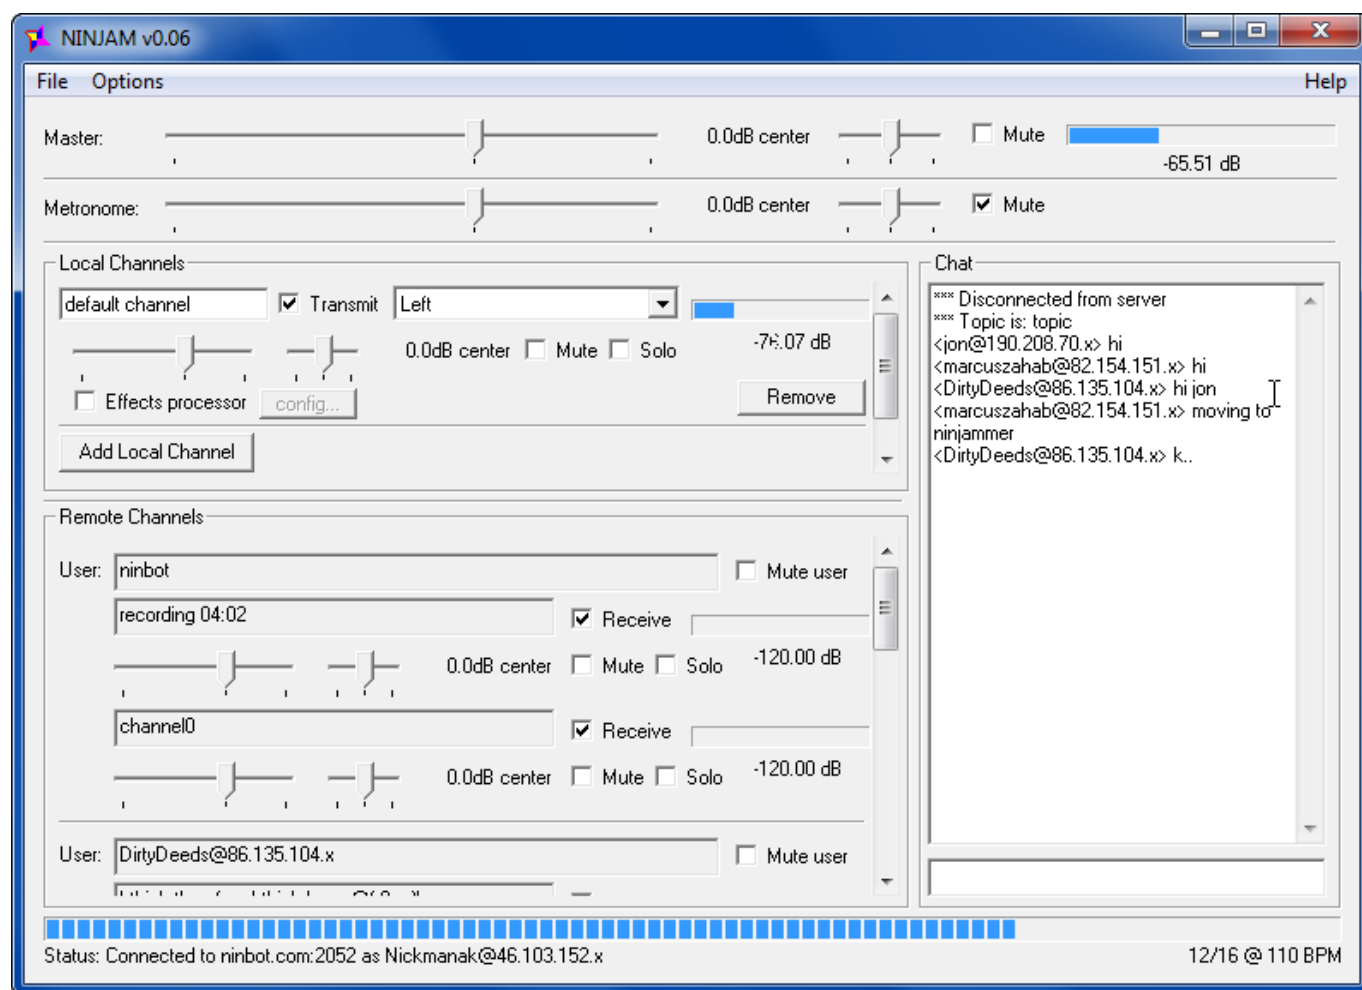 NINJAM v0.06
File Options Help
Master: 0.0dB center Mute
-65.51 dB
Metronome: 0.0dB center Mute
Local Channels
default channel Transmit Left
0.0dB center Mute Solo -76.07 dB
Effects processor config... Remove
Add Local Channel
Chat
*** Disconnected from server
*** Topic is: topic
<jon@190.208.70.x> hi
<marcuszahab@82.154.151.x> hi
<DirtyDeeds@86.135.104.x> hi jon
<marcuszahab@82.154.151.x> moving to
ninjammer
<DirtyDeeds@86.135.104.x> k..
Remote Channels
User: ninbot Mute user
recording 04:02 Receive
0.0dB center Mute Solo -120.00 dB
channel0 Receive
0.0dB center Mute Solo -120.00 dB
User: DirtyDeeds@86.135.104.x Mute user
Status: Connected to ninbot.com:2052 as Nickmanak@46.103.152.x 12/16 @ 110 BPM